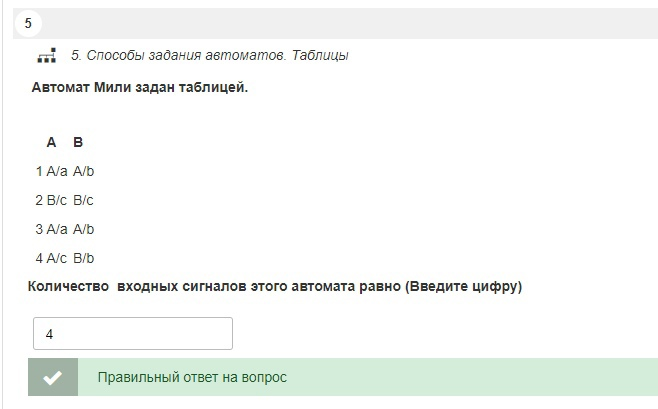 5
5. Способы задания автоматов. Таблицы
Автомат Мили задан таблицей.
A B
1 A/a A/b
2 B/c B/c
3 A/a A/b
4 A/c B/b
Количество входных сигналов этого автомата равно (Введите цифру)
4
Правильный ответ на вопрос